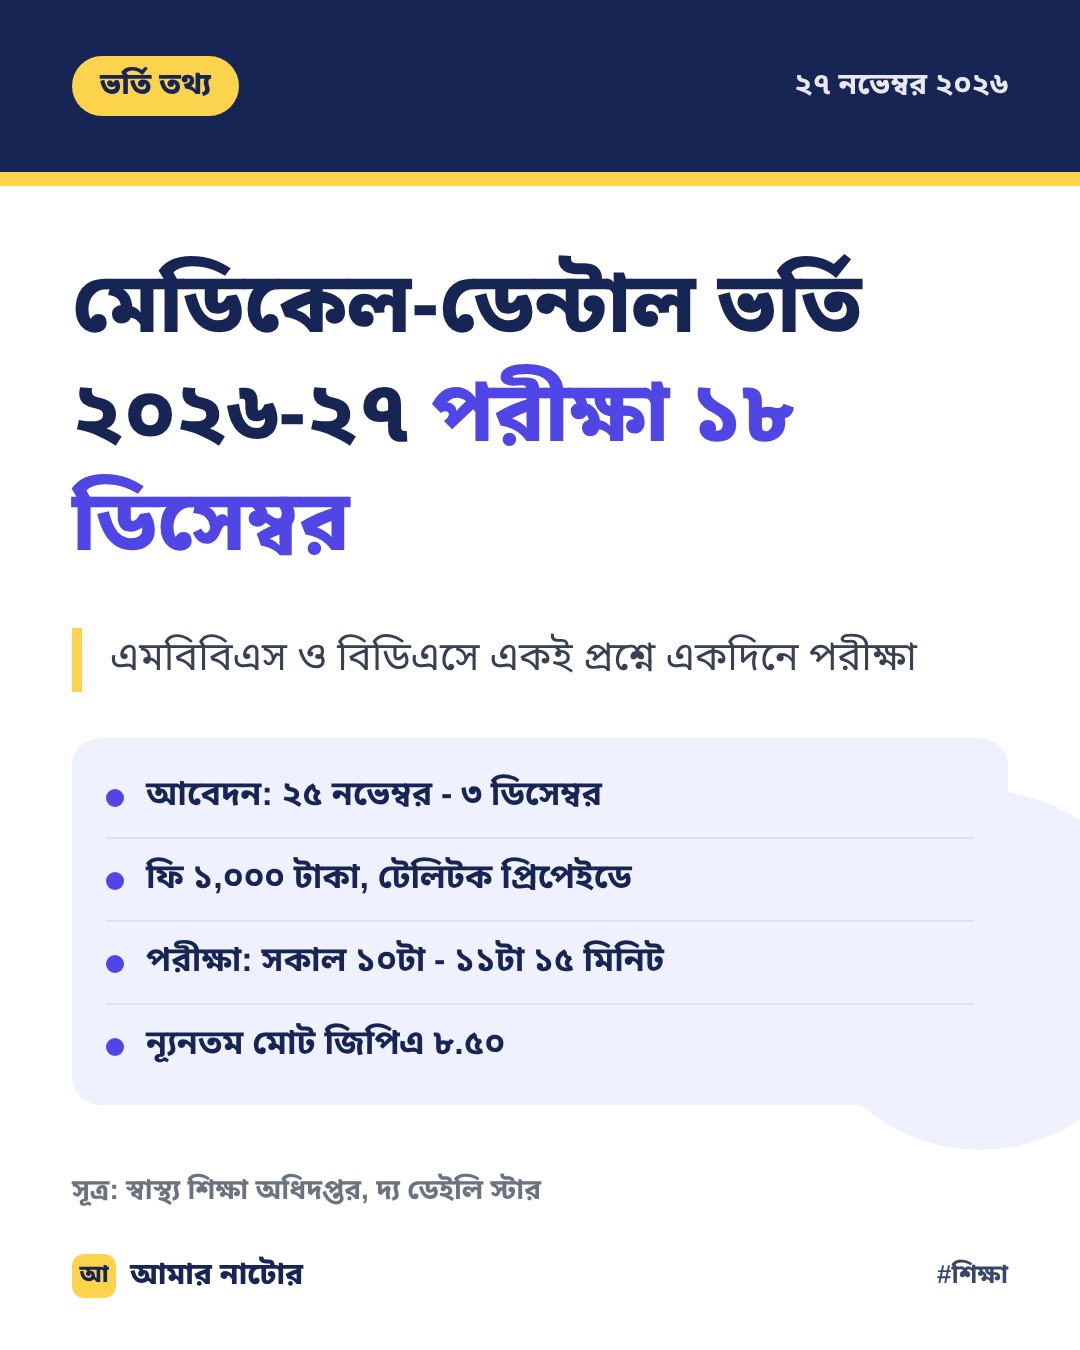 ভর্তি তথ্য
২৭ নভেম্বর ২০২৬
মেডিকেল-ডেন্টাল ভর্তি
২০২৬-২৭ পরীক্ষা ১৮
ডিসেম্বর
এমবিবিএস ও বিডিএসে একই প্রশ্নে একদিনে পরীক্ষা
আবেদন: ২৫ নভেম্বর - ৩ ডিসেম্বর
ফি ১,০০০ টাকা, টেলিটক প্রিপেইডে
পরীক্ষা: সকাল ১০টা - ১১টা ১৫ মিনিট
ন্যূনতম মোট জিপিএ ৮.৫০
সূত্র: স্বাস্থ্য শিক্ষা অধিদপ্তর, দ্য ডেইলি স্টার
আ আমার নাটোর
#শিক্ষা